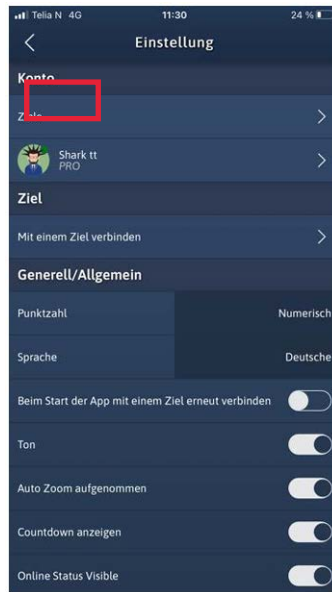 Telia N 4G 11:30 24 %
Einstellung
Konto
Ziele
Shark tt
PRO
Ziel
Mit einem Ziel verbinden
Generell/Allgemein
Punktzahl Numerisch
Sprache Deutsche
Beim Start der App mit einem Ziel erneut verbinden
Ton
Auto Zoom aufgenommen
Countdown anzeigen
Online Status Visible